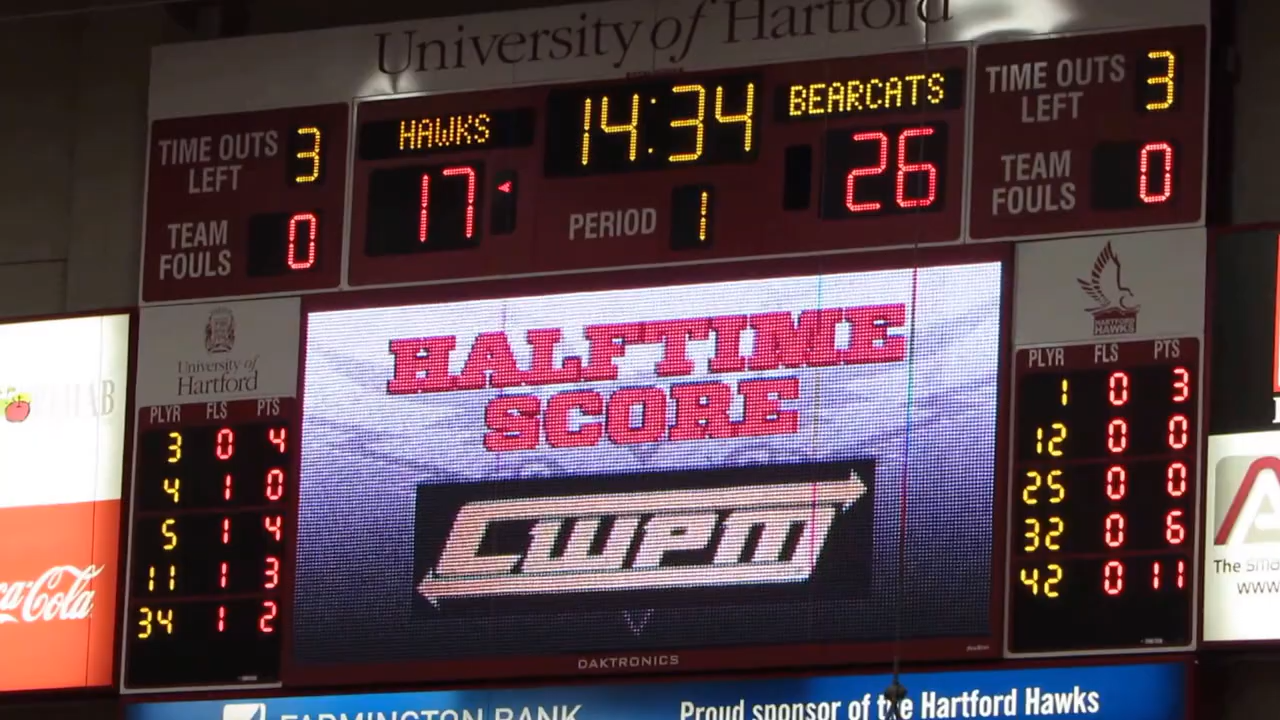 University of Hartford
TIME OUTS LEFT 3
TEAM FOULS 0
HAWKS
17
14:34
PERIOD 1
BEARCATS
26
TIME OUTS LEFT 3
TEAM FOULS 0
University of
Hartford
PLYR FLS PTS
3 0 4
4 1 0
5 1 4
11 1 3
34 1 2
HALFTIME
SCORE
CWPM
DAKTRONICS
HARTFORD
HAWKS
PLYR FLS PTS
1 0 3
12 0 0
25 0 0
32 0 6
42 0 11
Coca-Cola
The
www
FARMINGTON BANK
Proud sponsor of the Hartford Hawks